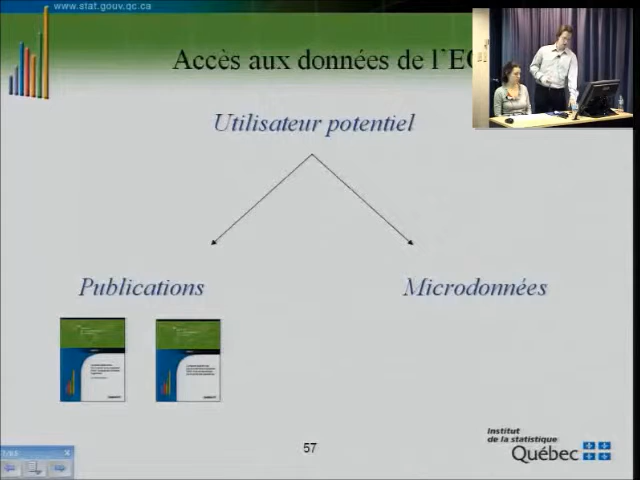 www.stat.gouv.qc.ca
Accès aux données de l'EC
Utilisateur potentiel
Publications
Microdonnées
57
Institut
de la statistique
Québec